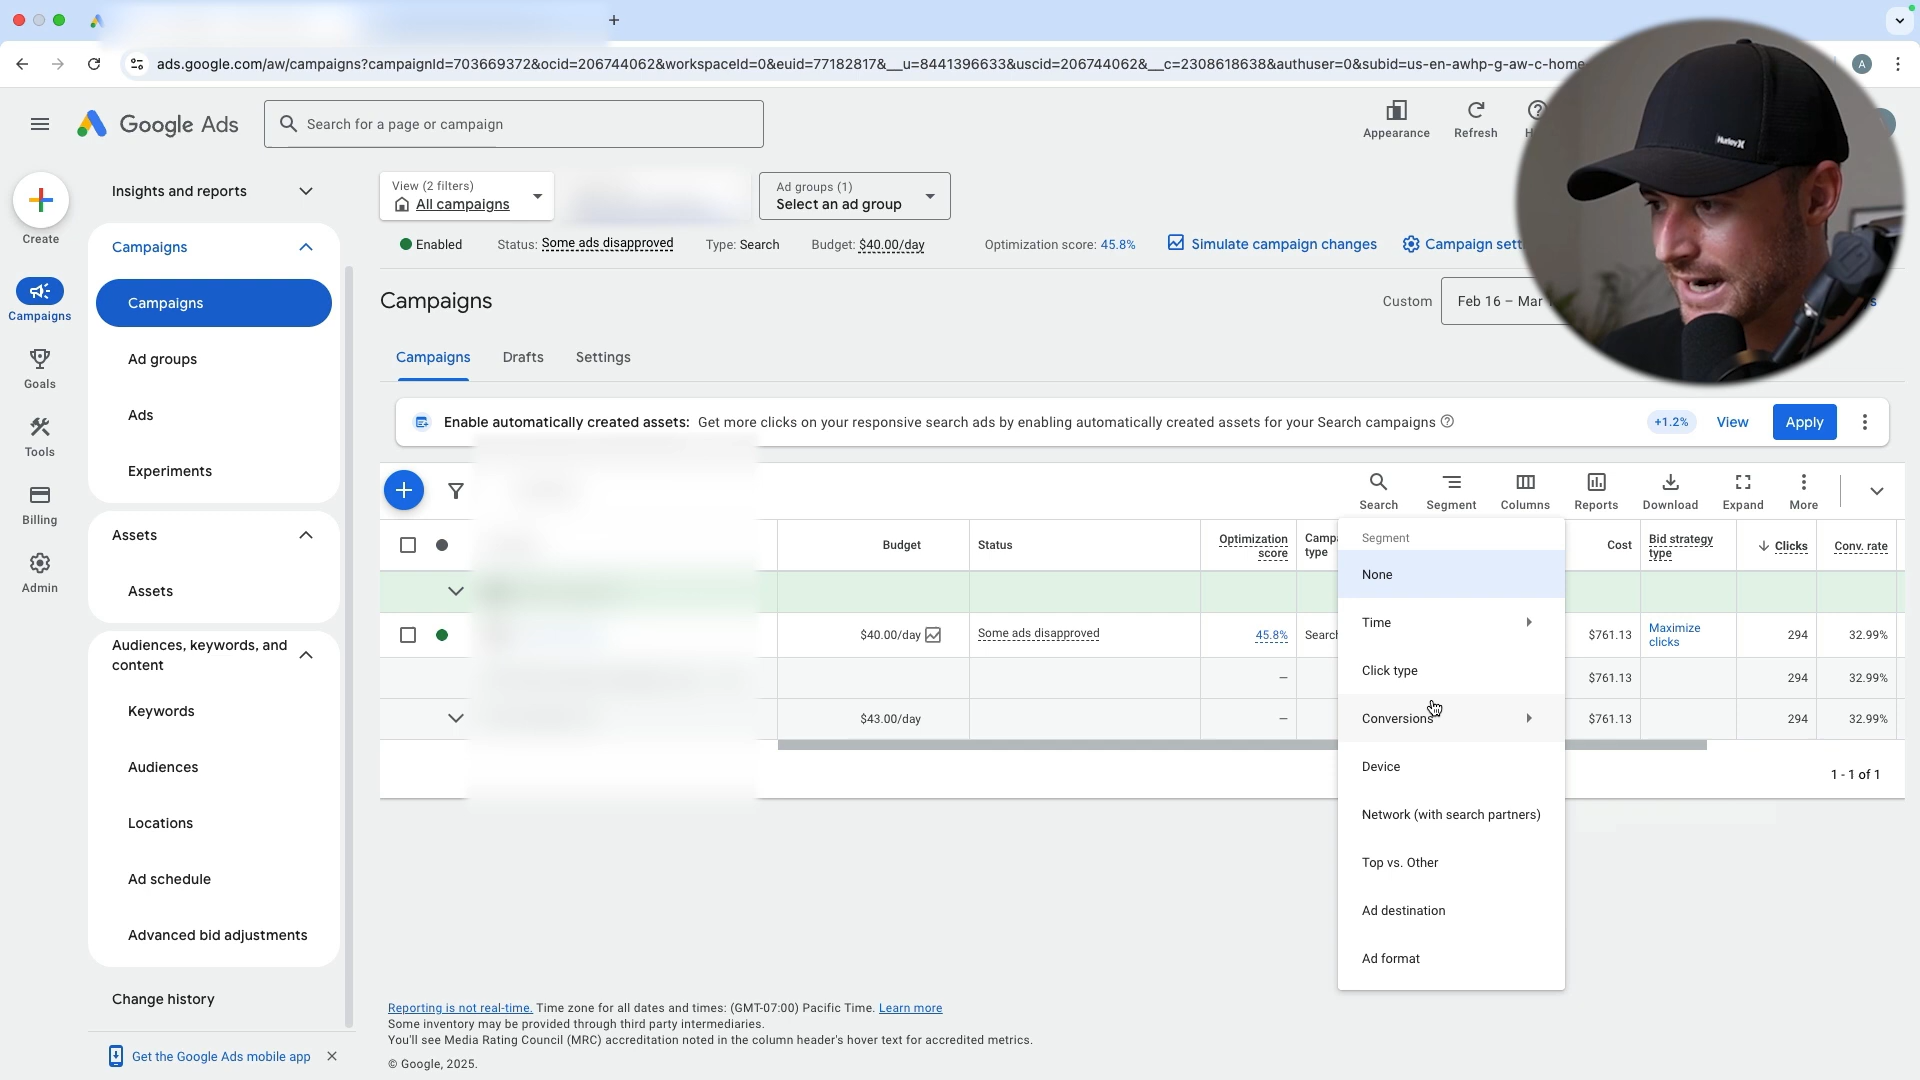 ads.google.com/aw/campaigns?campaignId=703669372&ocid=206744062&workspaceId=0&euid=77182817&__u=8441396633&uscid=206744062&__c=2308618638&authuser=0&subid=us-en-awhp-g-aw-c-home-
A
Google Ads
Search for a page or campaign
Appearance
Refresh
HurleyX
Create
Campaigns
Goals
Tools
Billing
Admin
Insights and reports
Campaigns
Campaigns
Ad groups
Ads
Experiments
Assets
Assets
Audiences, keywords, and
content
Keywords
Audiences
Locations
Ad schedule
Advanced bid adjustments
Change history
Get the Google Ads mobile app
View (2 filters)
All campaigns
Ad groups (1)
Select an ad group
Enabled Status: Some ads disapproved Type: Search Budget: $40.00/day Optimization score: 45.8% Simulate campaign changes Campaign sett
Campaigns
Custom Feb 16 – Mar
Campaigns Drafts Settings
Enable automatically created assets: Get more clicks on your responsive search ads by enabling automatically created assets for your Search campaigns
+1.2% View Apply
Search Segment Columns Reports Download Expand More
Budget Status Optimization
score Campa
type Cost Bid strategy
type Clicks Conv. rate
$40.00/day Some ads disapproved 45.8% Search $761.13 Maximize
clicks 294 32.99%
– $761.13 294 32.99%
$43.00/day – $761.13 294 32.99%
1 - 1 of 1
Segment
None
Time
Click type
Conversions
Device
Network (with search partners)
Top vs. Other
Ad destination
Ad format
Reporting is not real-time. Time zone for all dates and times: (GMT-07:00) Pacific Time. Learn more
Some inventory may be provided through third party intermediaries.
You'll see Media Rating Council (MRC) accreditation noted in the column header's hover text for accredited metrics.
© Google, 2025.